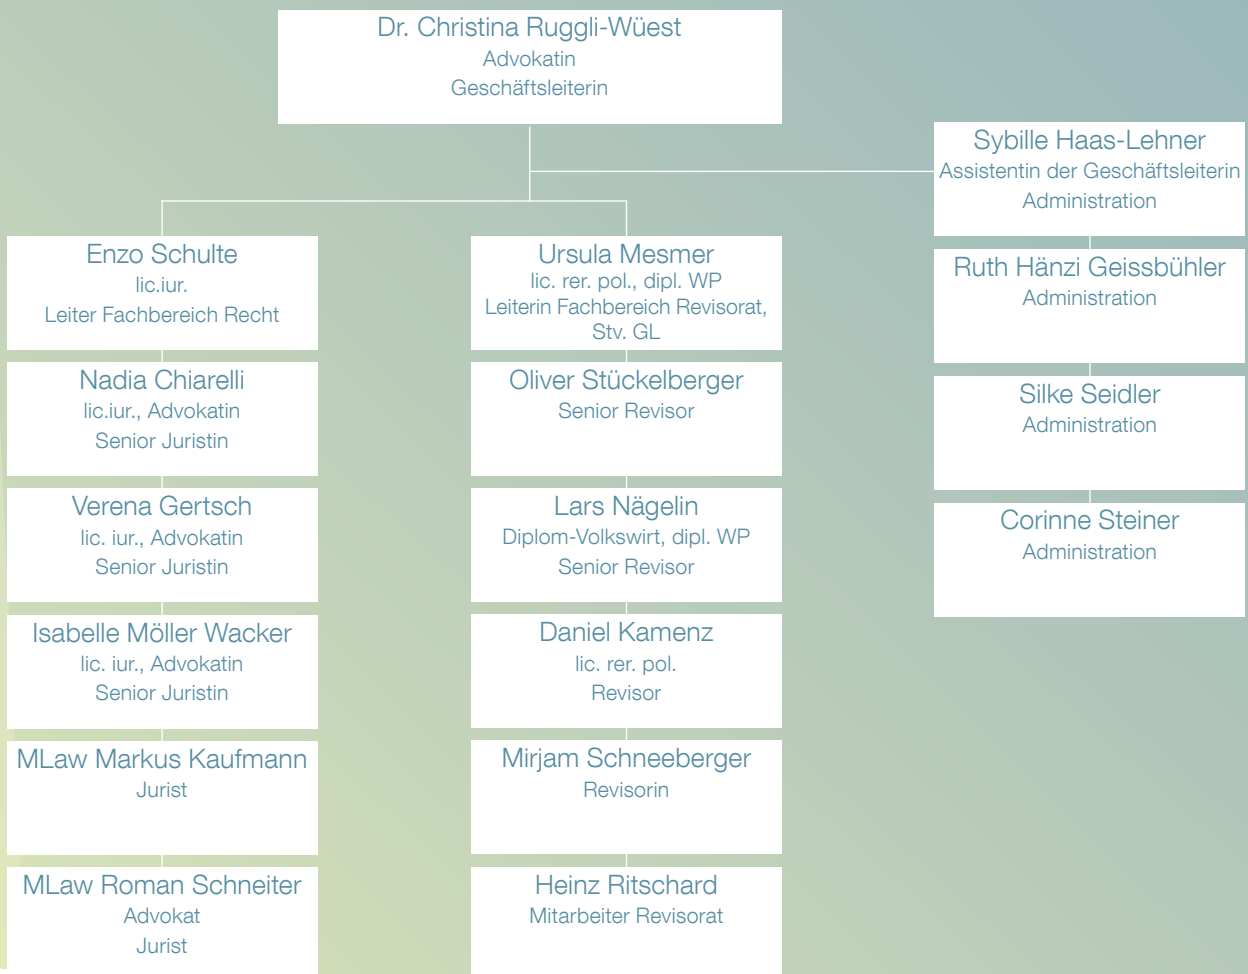 Dr. Christina Ruggli-Wüest
Advokatin
Geschäftsleiterin
Sybille Haas-Lehner
Assistentin der Geschäftsleiterin
Administration
Ruth Hänzi Geissbühler
Administration
Silke Seidler
Administration
Corinne Steiner
Administration
Enzo Schulte
lic.iur.
Leiter Fachbereich Recht
Nadia Chiarelli
lic.iur., Advokatin
Senior Juristin
Verena Gertsch
lic. iur., Advokatin
Senior Juristin
Isabelle Möller Wacker
lic. iur., Advokatin
Senior Juristin
MLaw Markus Kaufmann
Jurist
MLaw Roman Schneiter
Advokat
Jurist
Ursula Mesmer
lic. rer. pol., dipl. WP
Leiterin Fachbereich Revisorat,
Stv. GL
Oliver Stückelberger
Senior Revisor
Lars Nägelin
Diplom-Volkswirt, dipl. WP
Senior Revisor
Daniel Kamenz
lic. rer. pol.
Revisor
Mirjam Schneeberger
Revisorin
Heinz Ritschard
Mitarbeiter Revisorat